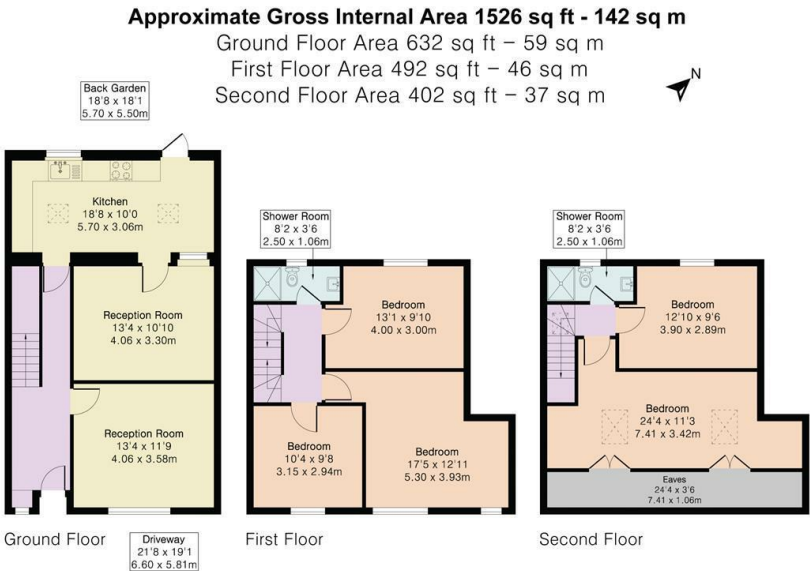 Approximate Gross Internal Area 1526 sq ft - 142 sq m
Ground Floor Area 632 sq ft – 59 sq m
First Floor Area 492 sq ft – 46 sq m
Second Floor Area 402 sq ft – 37 sq m
N
Back Garden
18'8 x 18'1
5.70 x 5.50m
Kitchen
18'8 x 10'0
5.70 x 3.06m
Reception Room
13'4 x 10'10
4.06 x 3.30m
Reception Room
13'4 x 11'9
4.06 x 3.58m
Ground Floor
Driveway
21'8 x 19'1
6.60 x 5.81m
Shower Room
8'2 x 3'6
2.50 x 1.06m
Bedroom
13'1 x 9'10
4.00 x 3.00m
Bedroom
10'4 x 9'8
3.15 x 2.94m
Bedroom
17'5 x 12'11
5.30 x 3.93m
First Floor
Shower Room
8'2 x 3'6
2.50 x 1.06m
Bedroom
12'10 x 9'6
3.90 x 2.89m
Bedroom
24'4 x 11'3
7.41 x 3.42m
Eaves
24'4 x 3'6
7.41 x 1.06m
Second Floor